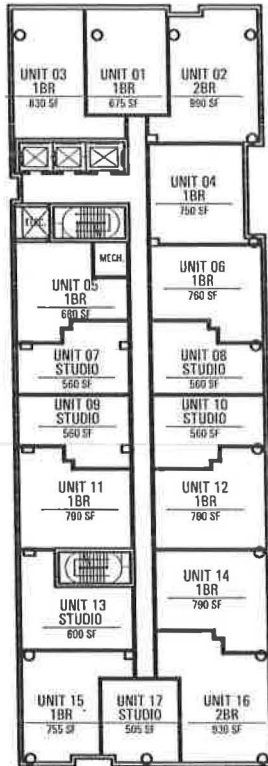 UNIT 03
1BR
830 SF
UNIT 01
1BR
675 SF
UNIT 02
2BR
990 SF
UNIT 04
1BR
750 SF
MECH.
UNIT 05
1BR
680 SF
UNIT 06
1BR
760 SF
UNIT 07
STUDIO
560 SF
UNIT 08
STUDIO
560 SF
UNIT 09
STUDIO
560 SF
UNIT 10
STUDIO
560 SF
UNIT 11
1BR
790 SF
UNIT 12
1BR
780 SF
UNIT 13
STUDIO
600 SF
UNIT 14
1BR
790 SF
UNIT 15
1BR
755 SF
UNIT 17
STUDIO
505 SF
UNIT 16
2BR
930 SF